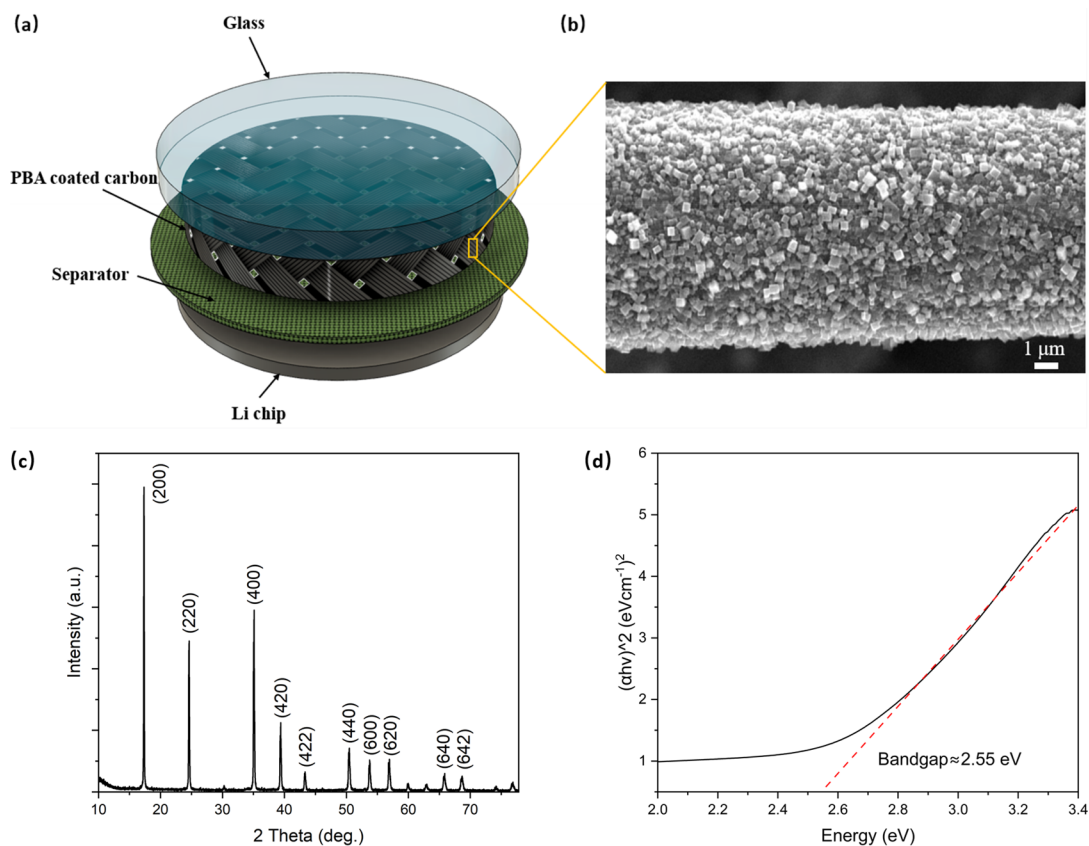 (a)
Glass
PBA coated carbon
Separator
Li chip
(b)
1 μm
(c)
Intensity (a.u.)
(200)
(220)
(400)
(420)
(422)
(440)
(600)
(620)
(640)
(642)
10 20 30 40 50 60 70
2 Theta (deg.)
(d)
(αhv)^2 (eVcm⁻¹)²
6
5
4
3
2
1
0
Bandgap≈2.55 eV
2.0 2.2 2.4 2.6 2.8 3.0 3.2 3.4
Energy (eV)